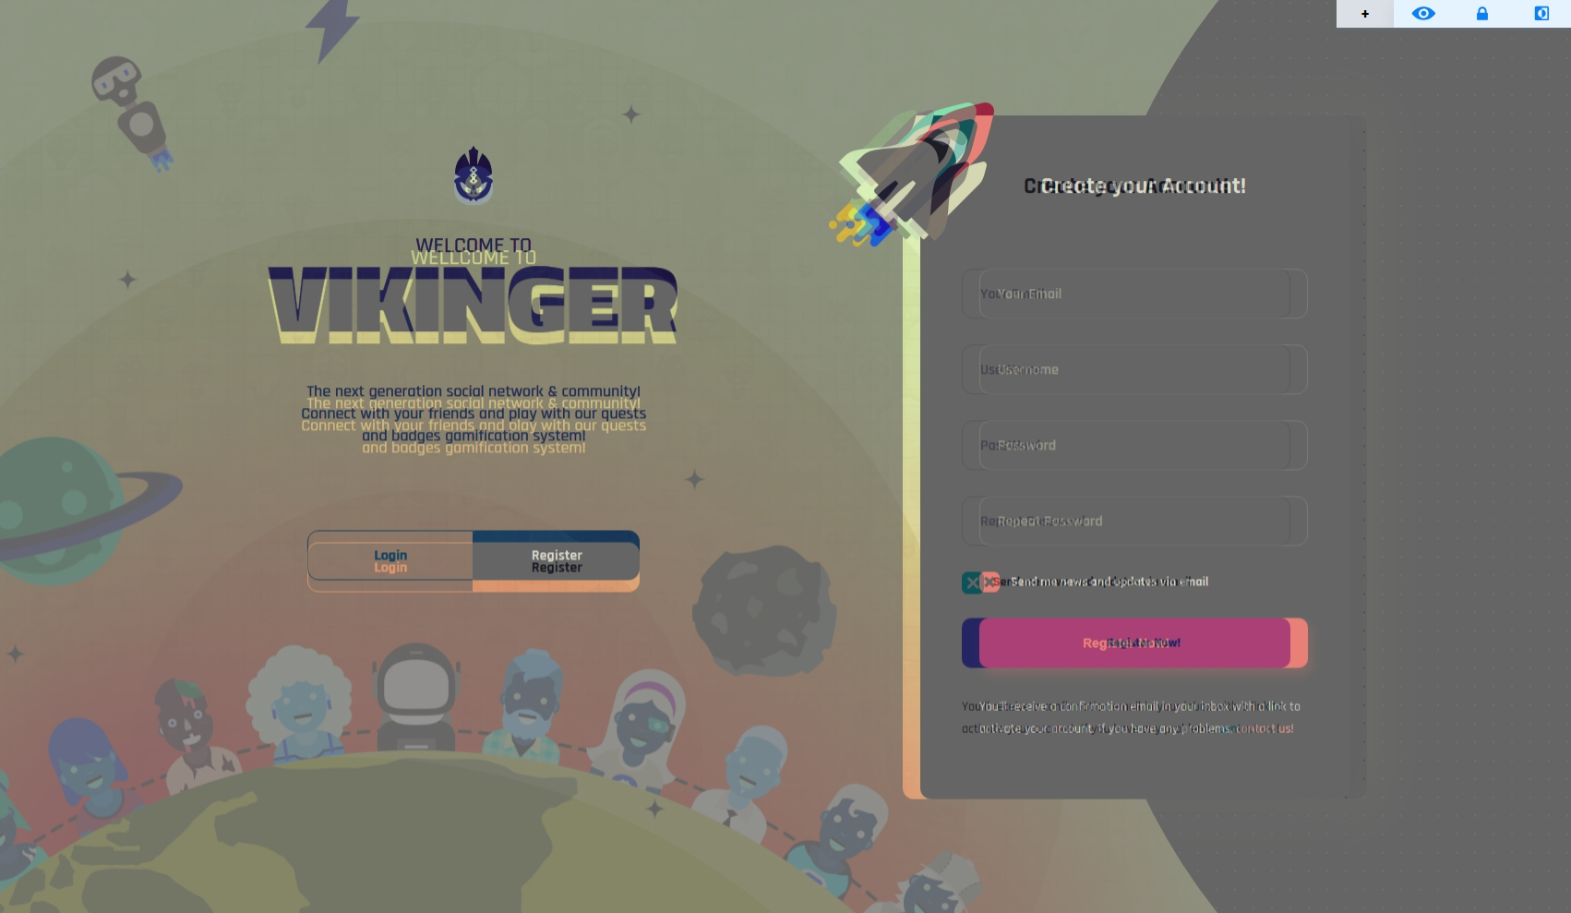 WELCOME TO
WELLCOME TO
VIKINGER
The next generation social network & community!
The next generation social network & community!
Connect with your friends and play with our quests
Connect with your friends and play with our quests
and badges gamification system!
and badges gamification system!
Login
Register
Login
Register
Create your Account!
Your Email
Username
Password
Repeat Password
Send me news and updates via email
Register Now!
You'll receive a confirmation email in your inbox with a link to
activate your account. If you have any problems, contact us!